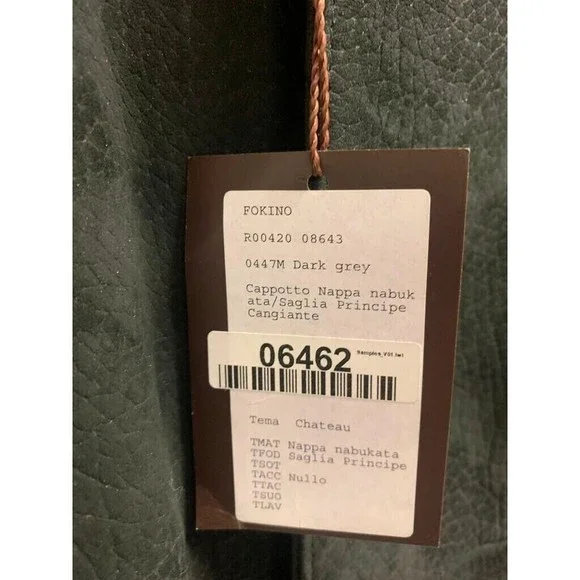 FOKINO
R00420 08643
0447M Dark grey
Cappotto Nappa nabuk
ata/Saglia Principe
Cangiante
06462
Tema Chateau
TMAT Nappa nabukata
TFOD Saglia Principe
TSOT
TACC Nullo
TTAC
TSUO
TLAV